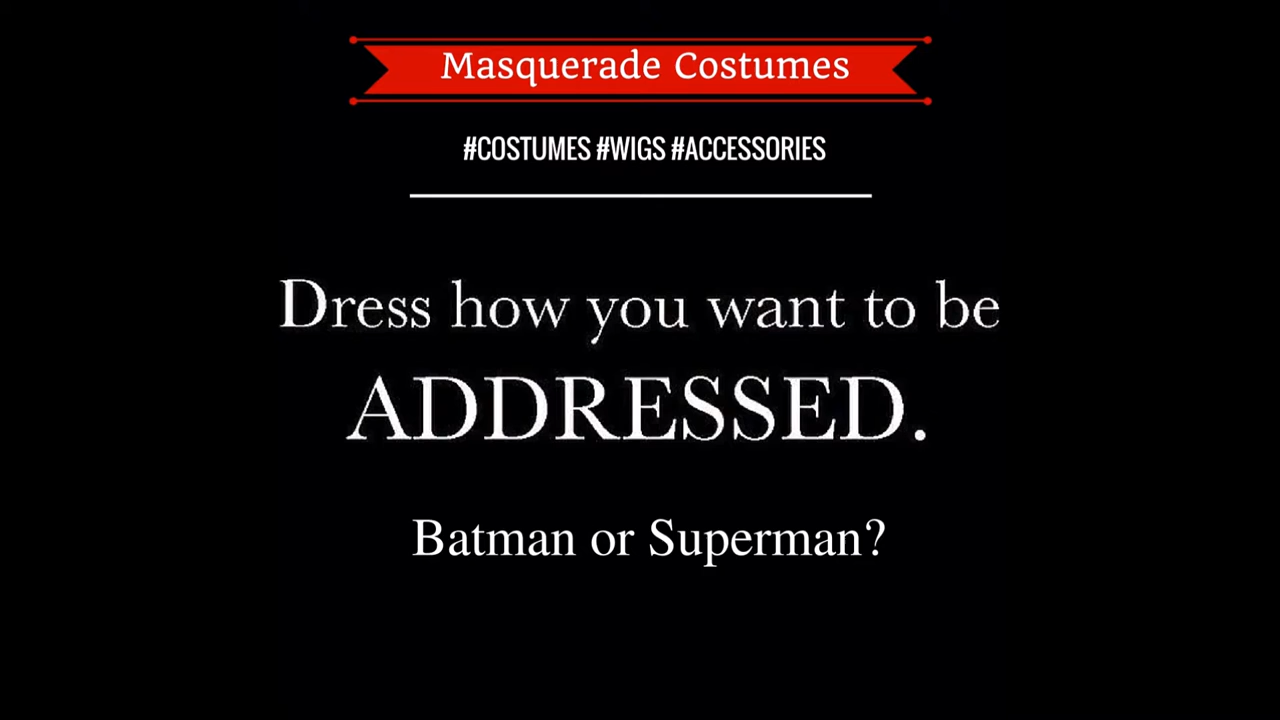 Masquerade Costumes
#COSTUMES #WIGS #ACCESSORIES
Dress how you want to be
ADDRESSED.
Batman or Superman?